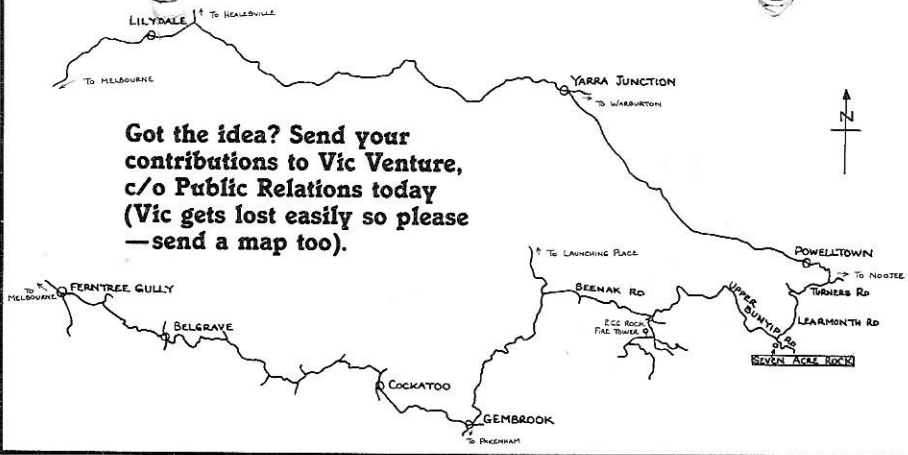 To HEALESVILLE
LILYDALE
To MELBOURNE
YARRA JUNCTION
To WARBURTON
N
Got the idea? Send your
contributions to Vic Venture,
c/o Public Relations today
(Vic gets lost easily so please
—send a map too).
To LAUNCHING PLACE
POWELLTOWN
To NOOJEE
TO
MELBOURNE
FERNTREE GULLY
BEENAK RD
TURNERS RD
UPPER
BUNYIP RD
LEARMONTH RD
EGG ROCK
FIRE TOWER
BELGRAVE
SEVEN ACRE ROCK
COCKATOO
GEMBROOK
To PAKENHAM